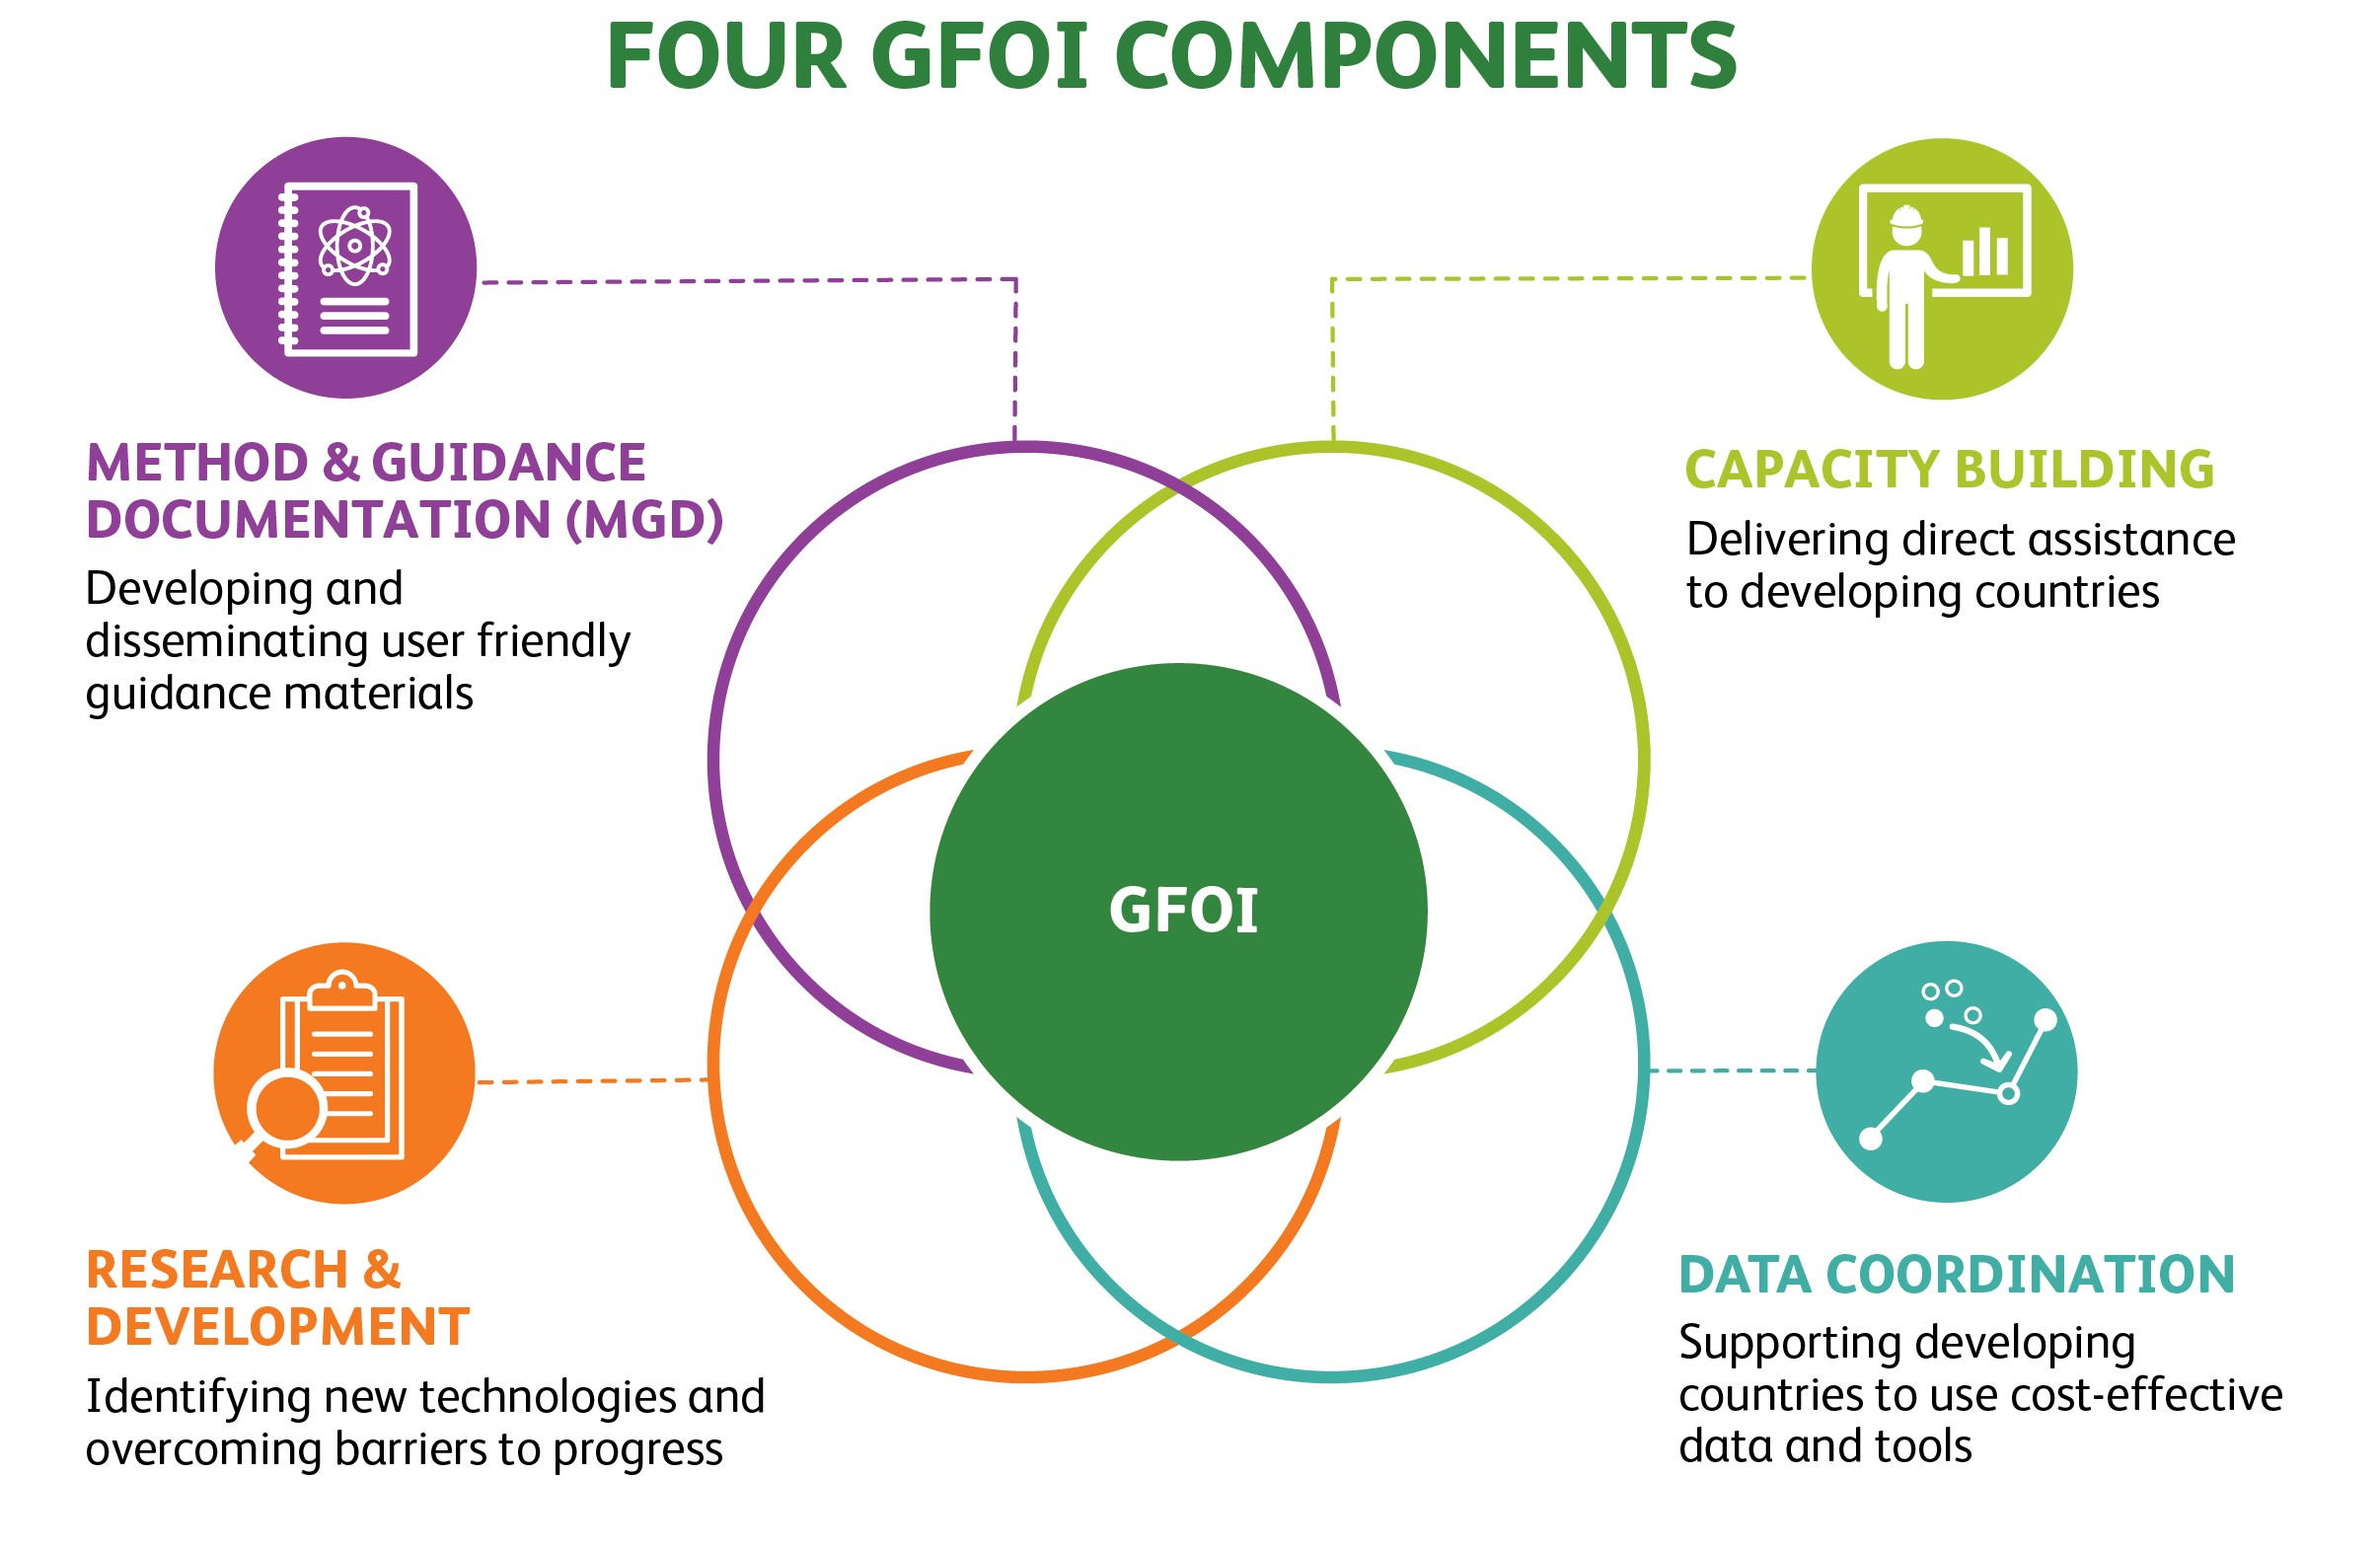 FOUR GFOI COMPONENTS
METHOD & GUIDANCE
DOCUMENTATION (MGD)
Developing and
disseminating user friendly
guidance materials
CAPACITY BUILDING
Delivering direct assistance
to developing countries
GFOI
RESEARCH &
DEVELOPMENT
Identifying new technologies and
overcoming barriers to progress
DATA COORDINATION
Supporting developing
countries to use cost-effective
data and tools